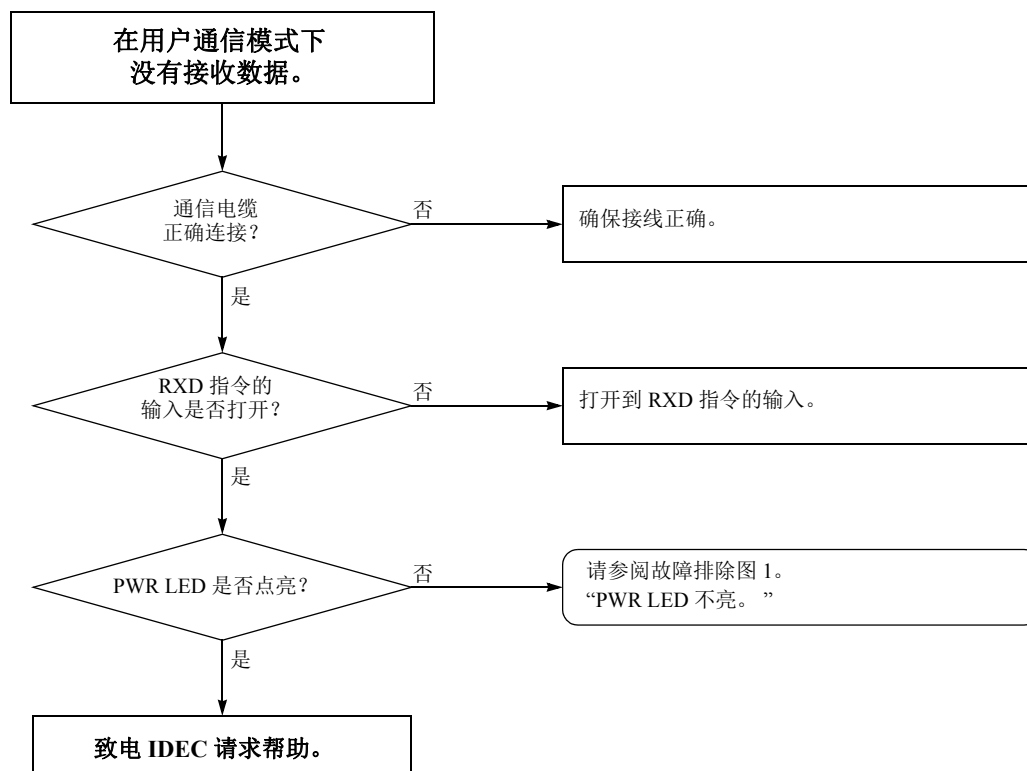 在用户通信模式下
没有接收数据。
通信电缆
正确连接？
否
确保接线正确。
是
RXD 指令的
输入是否打开？
否
打开到 RXD 指令的输入。
是
PWR LED 是否点亮？
否
请参阅故障排除图 1。
“PWR LED 不亮。 ”
是
致电 IDEC 请求帮助。